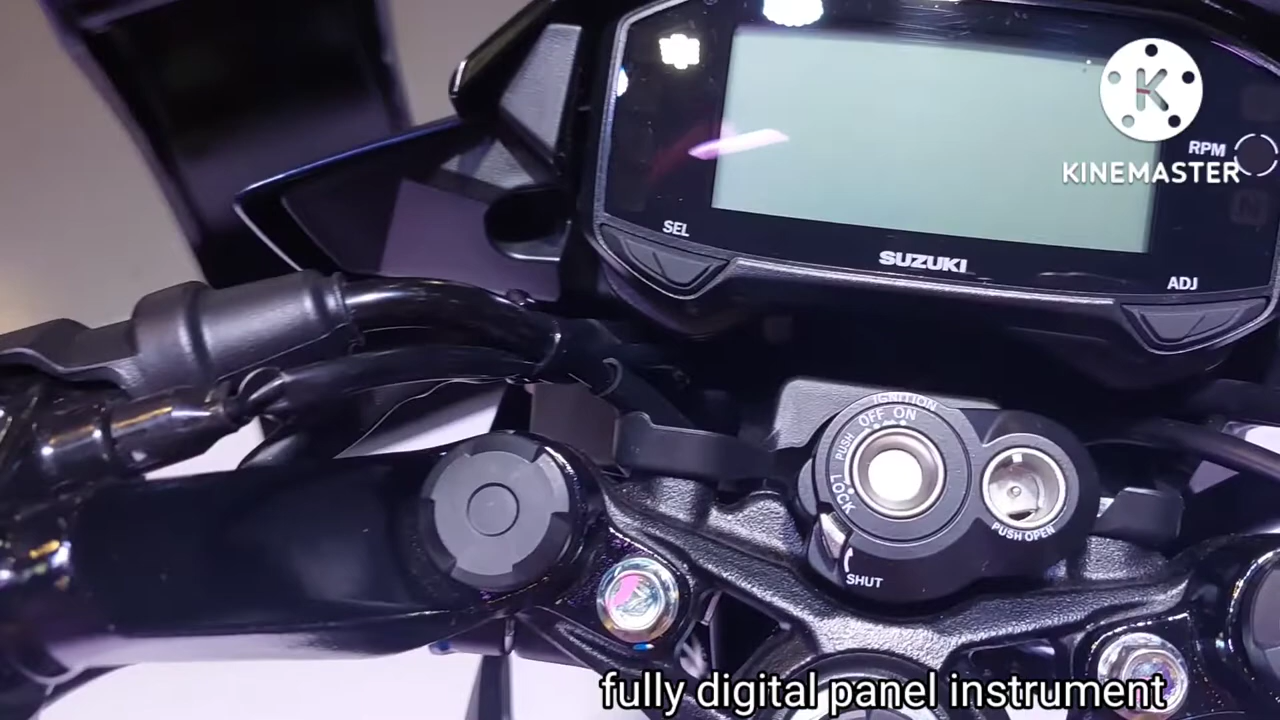 K
RPM
KINEMASTER
SEL
SUZUKI
ADJ
IGNITION
OFF ON
PUSH
LOCK
PUSH OPEN
SHUT
fully digital panel instrument